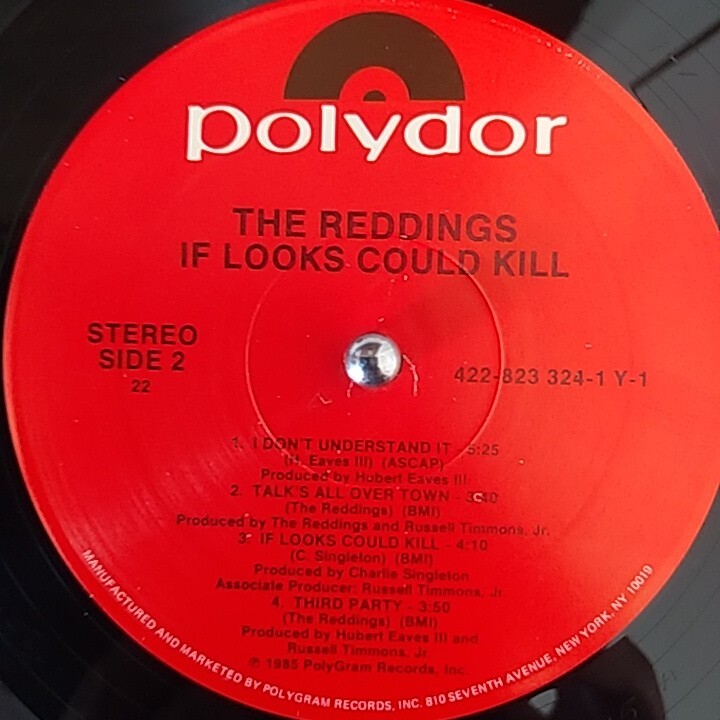 polydor
THE REDDINGS
IF LOOKS COULD KILL
STEREO
SIDE 2
22
422-823 324-1 Y-1
1. I DON'T UNDERSTAND IT - 5:25
(H. Eaves III) (ASCAP)
Produced by Hubert Eaves III
2. TALK'S ALL OVER TOWN - 3:10
(The Reddings) (BMI)
Produced by The Reddings and Russell Timmons, Jr.
3. IF LOOKS COULD KILL - 4:10
(C. Singleton) (BMI)
Produced by Charlie Singleton
Associate Producer: Russell Timmons, Jr.
4. THIRD PARTY - 3:50
(The Reddings) (BMI)
Produced by Hubert Eaves III and
Russell Timmons, Jr.
℗ 1985 PolyGram Records, Inc.
MANUFACTURED AND MARKETED BY POLYGRAM RECORDS, INC. 810 SEVENTH AVENUE, NEW YORK, NY 10019